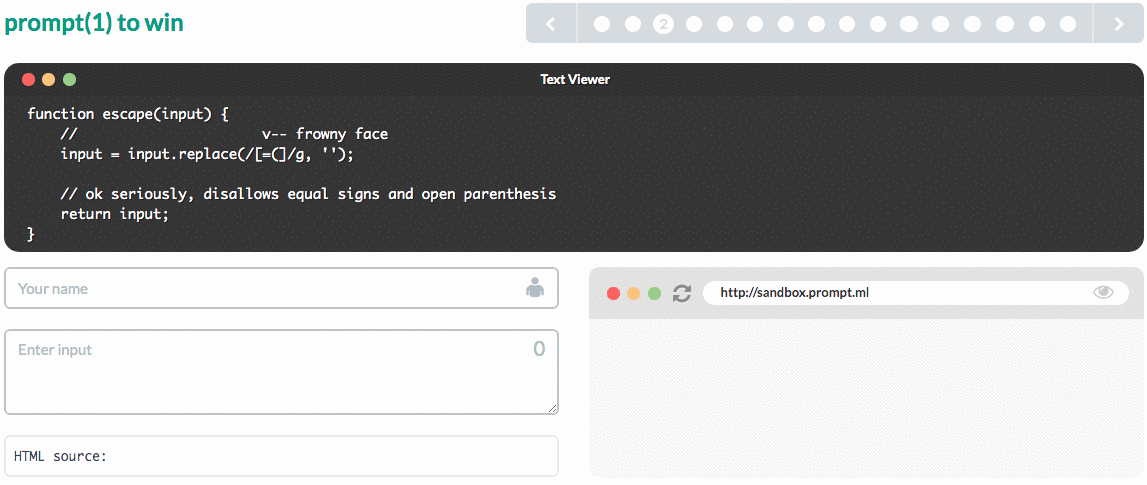 prompt(1) to win
2
Text Viewer
function escape(input) {
    //                      v-- frowny face
    input = input.replace(/[=(]/g, '');
    // ok seriously, disallows equal signs and open parenthesis
    return input;
}
Your name
http://sandbox.prompt.ml
Enter input
0
HTML source: